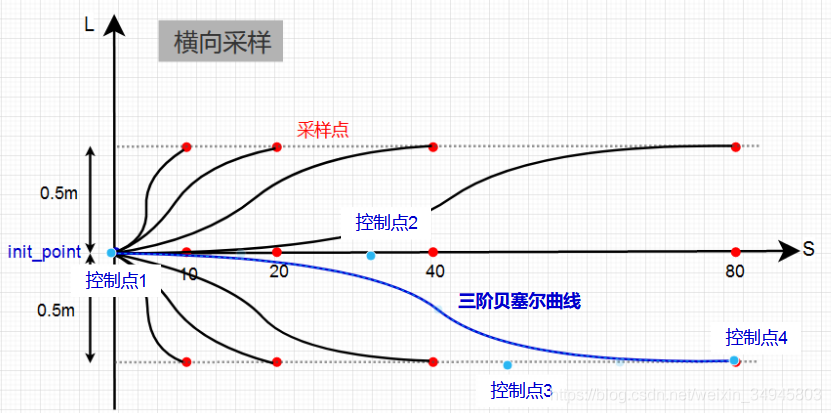 L
横向采样
采样点
0.5m
控制点2
init_point
S
控制点1
10
20
40
80
0.5m
三阶贝塞尔曲线
控制点4
控制点3
https://blog.csdn.net/weixin_34945803